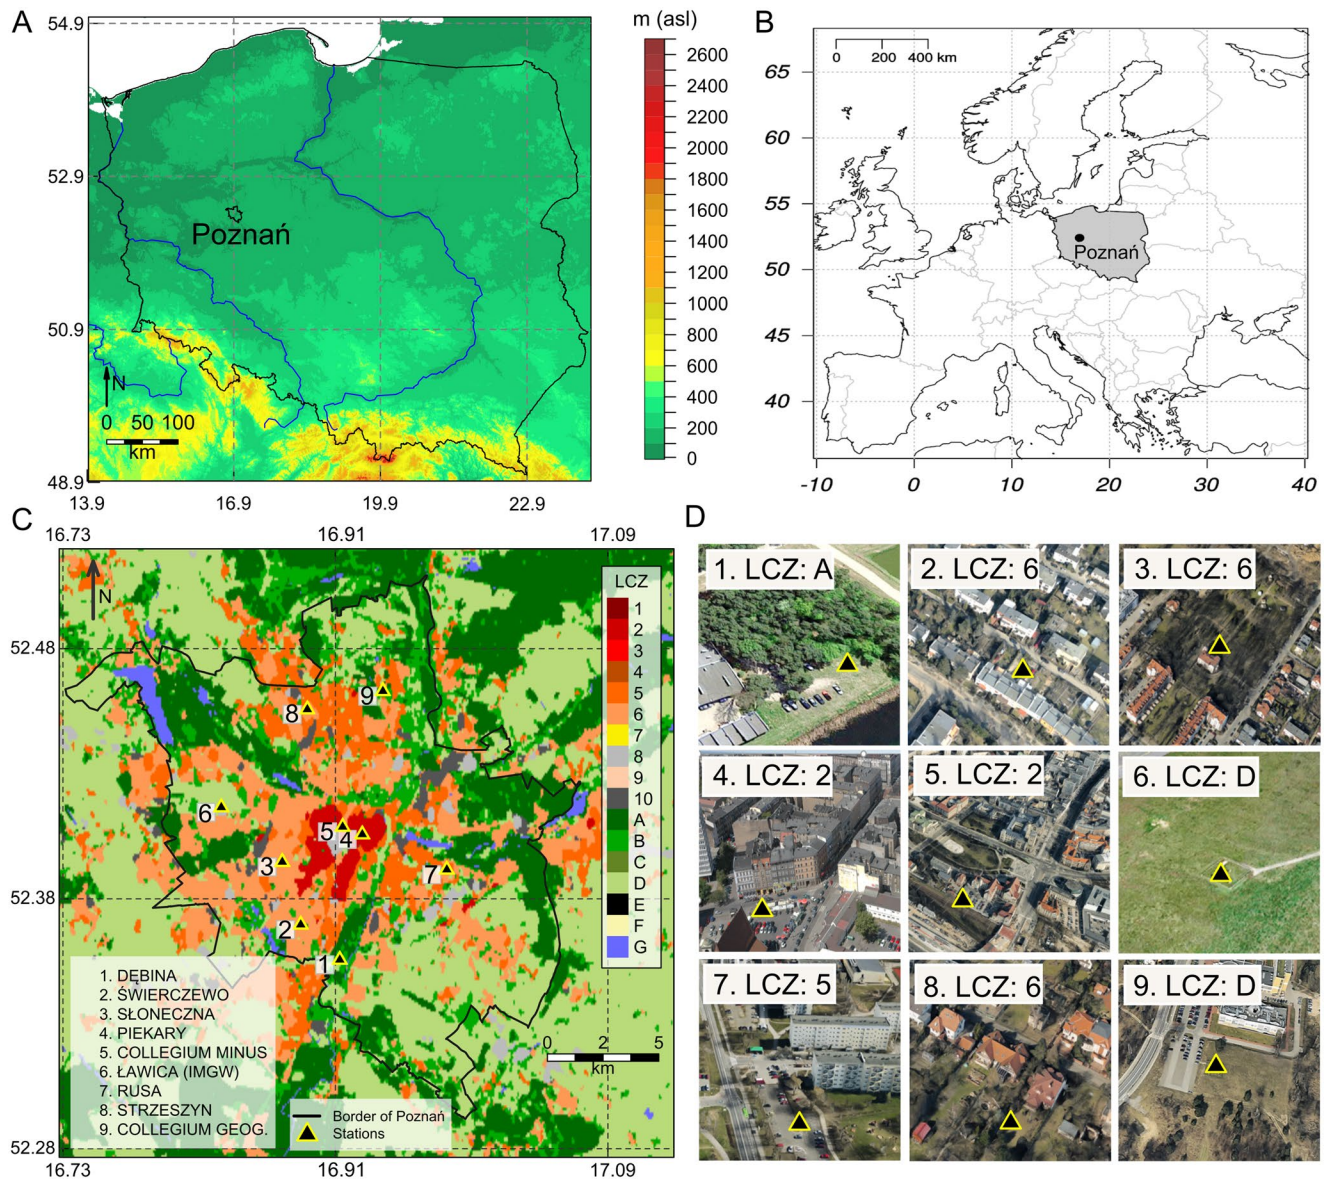 A
54.9
52.9
50.9
48.9
13.9
16.9
19.9
22.9
Poznań
N
0 50 100
km
m (asl)
2600
2400
2200
2000
1800
1600
1400
1200
1000
800
600
400
200
0
B
0 200 400 km
65
60
55
50
45
40
-10
0
10
20
30
40
Poznań
C
16.73
16.91
17.09
52.48
52.38
52.28
16.73
16.91
17.09
N
LCZ
1
2
3
4
5
6
7
8
9
10
A
B
C
D
E
F
G
9
8
6
5
4
3
7
2
1
1. DĘBINA
2. ŚWIERCZEWO
3. SŁONECZNA
4. PIEKARY
5. COLLEGIUM MINUS
6. ŁAWICA (IMGW)
7. RUSA
8. STRZESZYN
9. COLLEGIUM GEOG.
Border of Poznań
Stations
0 2 5
km
D
1. LCZ: A
2. LCZ: 6
3. LCZ: 6
4. LCZ: 2
5. LCZ: 2
6. LCZ: D
7. LCZ: 5
8. LCZ: 6
9. LCZ: D